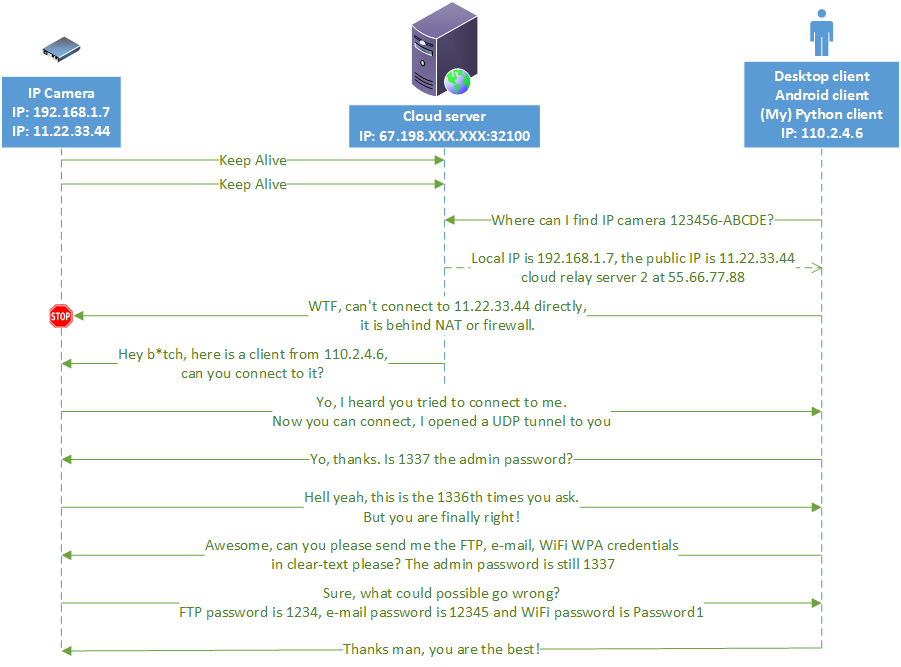 IP Camera
IP: 192.168.1.7
IP: 11.22.33.44
Cloud server
IP: 67.198.XXX.XXX:32100
Desktop client
Android client
(My) Python client
IP: 110.2.4.6
Keep Alive
Keep Alive
Where can I find IP camera 123456-ABCDE?
Local IP is 192.168.1.7, the public IP is 11.22.33.44
cloud relay server 2 at 55.66.77.88
STOP
WTF, can't connect to 11.22.33.44 directly,
it is behind NAT or firewall.
Hey b*tch, here is a client from 110.2.4.6,
can you connect to it?
Yo, I heard you tried to connect to me.
Now you can connect, I opened a UDP tunnel to you
Yo, thanks. Is 1337 the admin password?
Hell yeah, this is the 1336th times you ask.
But you are finally right!
Awesome, can you please send me the FTP, e-mail, WiFi WPA credentials
in clear-text please? The admin password is still 1337
Sure, what could possible go wrong?
FTP password is 1234, e-mail password is 12345 and WiFi password is Password1
Thanks man, you are the best!